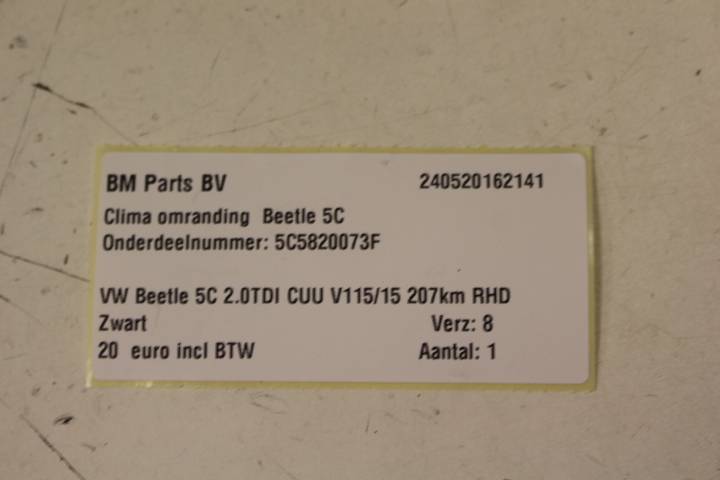 BM Parts BV 240520162141
Clima omranding Beetle 5C
Onderdeelnummer: 5C5820073F
VW Beetle 5C 2.0TDI CUU V115/15 207km RHD
Zwart Verz: 8
20 euro incl BTW Aantal: 1